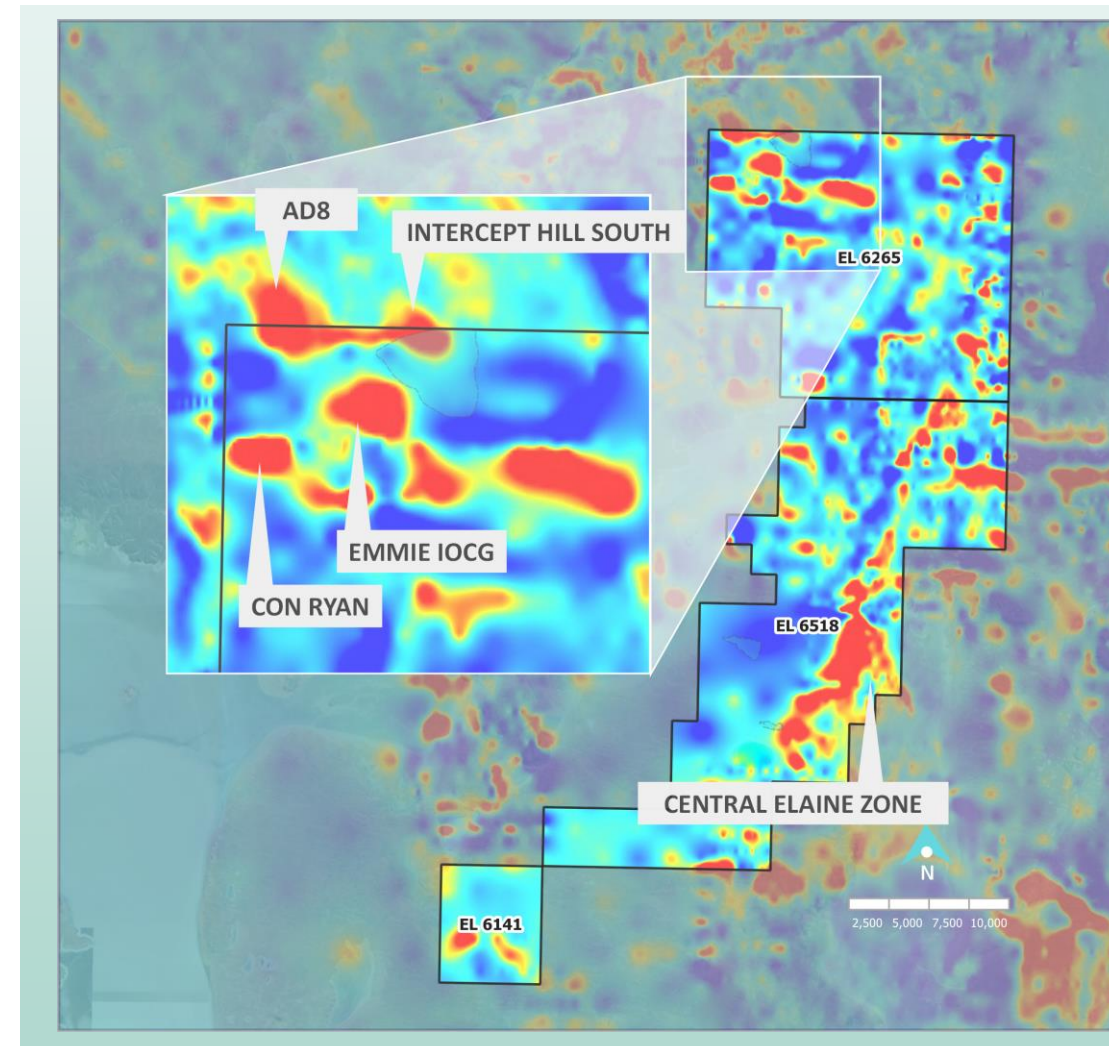 AD8
INTERCEPT HILL SOUTH
EL 6265
EMMIE IOCG
CON RYAN
EL 6518
CENTRAL ELAINE ZONE
N
2,500 5,000 7,500 10,000
EL 6141